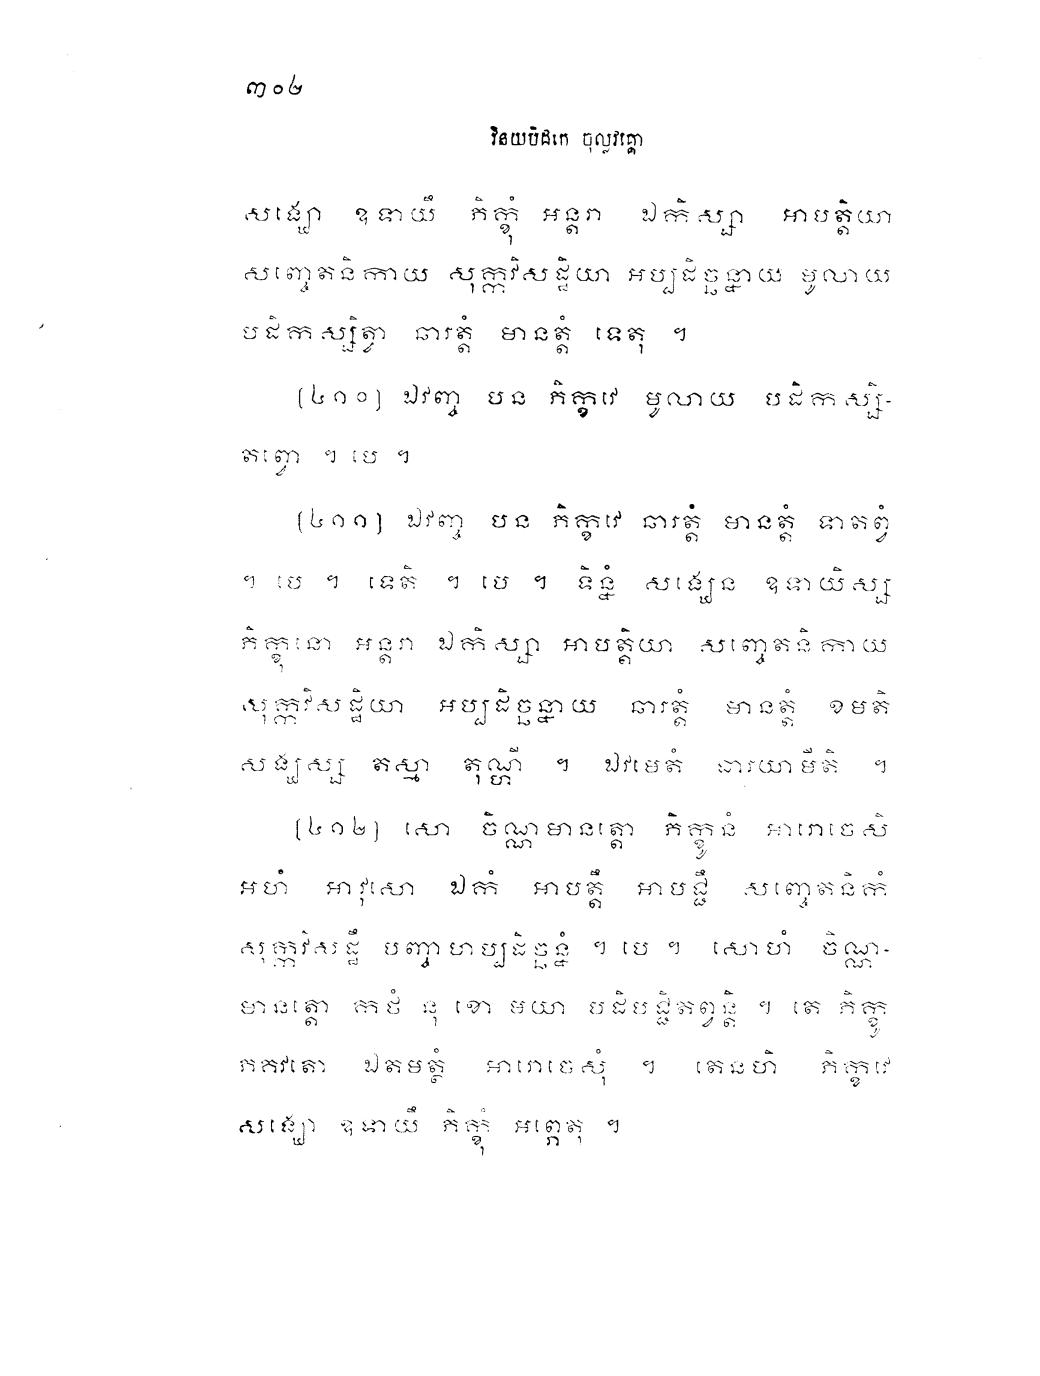 ៣០៤
វិនយបិដកេ ចុល្លវគ្គោ
សង្ឃោ ឧទាយឹ ភិក្ខុំ អន្តរា ឯកិស្សា អាបត្តិយា
សញ្ចេតនិកាយ សុក្កវិសដ្ឋិយា អប្បដិច្ឆន្នាយ មូលាយ
បដិកស្សិត្វា ឆារត្តំ មានត្តំ ទេតុ ។
(៤១០) ឯវញ្ច បន ភិក្ខវេ មូលាយ បដិកស្សិ-
តព្វោ ។ បេ ។
(៤១១) ឯវញ្ច បន ភិក្ខវេ ឆារត្តំ មានត្តំ ទាតព្វំ
។ បេ ។ ទេតិ ។ បេ ។ ទិន្នំ សង្ឃេន ឧទាយិស្ស
ភិក្ខុនោ អន្តរា ឯកិស្សា អាបត្តិយា សញ្ចេតនិកាយ
សុក្កវិសដ្ឋិយា អប្បដិច្ឆន្នាយ ឆារត្តំ មានត្តំ ខមតិ
សង្ឃស្ស តស្មា តុណ្ហី ។ ឯវមេតំ ធារយាមីតិ ។
(៤១២) សោ ចិណ្ណមានត្តោ ភិក្ខូនំ អារោចេសិ
អហំ អាវុសោ ឯកំ អាបត្តឹ អាបជ្ជឹ សញ្ចេតនិកំ
សុក្កវិសដ្ឋឹ បញ្ចាហប្បដិច្ឆន្នំ ។ បេ ។ សោហំ ចិណ្ណ-
មានត្តោ កថំ នុ ខោ មយា បដិបជ្ជិតព្វន្តិ ។ តេ ភិក្ខូ
ភគវតោ ឯតមត្ថំ អារោចេសុំ ។ តេនហិ ភិក្ខវេ
សង្ឃោ ឧទាយឹ ភិក្ខុំ អព្ភេតុ ។